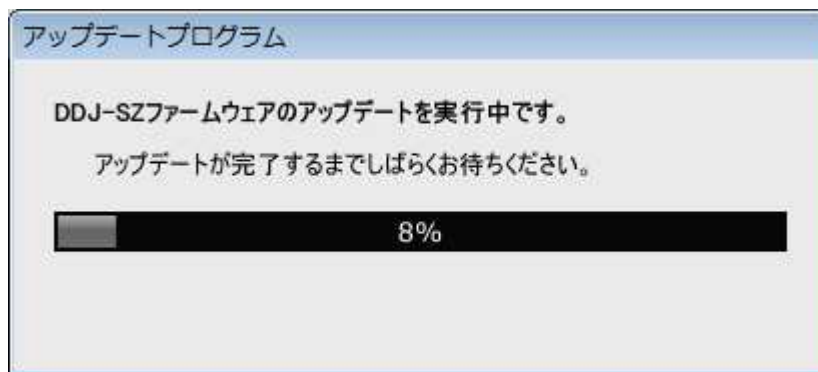 アップデートプログラム
DDJ-SZファームウェアのアップデートを実行中です。
アップデートが完了するまでしばらくお待ちください。
8%